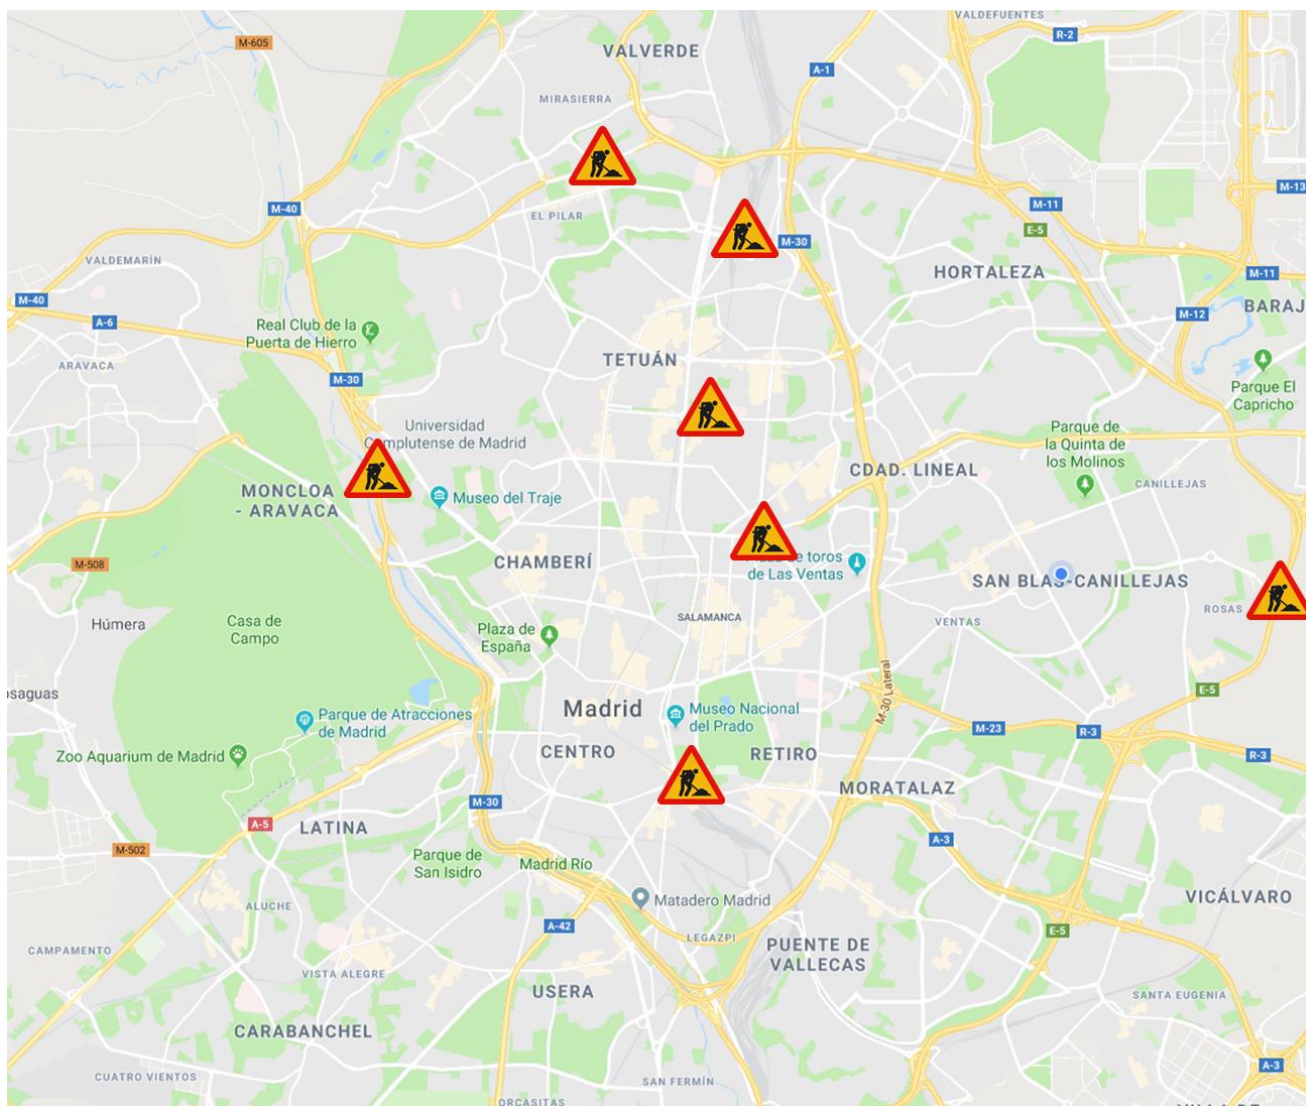 VALDEFUENTES
M-605
R-2
VALVERDE
A-1
MIRASIERRA
M-13
M-40
M-11
EL PILAR
E-5
M-30
VALDEMARÍN
HORTALEZA
M-11
M-40
BARAJ
A-6
M-12
Real Club de la
Puerta de Hierro
TETUÁN
ARAVACA
M-30
Parque El
Capricho
Universidad
Complutense de Madrid
Parque de
la Quinta de
los Molinos
CDAD. LINEAL
CANILLEJAS
MONCLOA
- ARAVACA
Museo del Traje
CHAMBERÍ
de toros
de Las Ventas
M-508
SAN BLAS-CANILLEJAS
ROSAS
Húmera
Casa de
Campo
SALAMANCA
VENTAS
Plaza de
España
osaguas
M-30 Lateral
E-5
Madrid
Museo Nacional
del Prado
Parque de Atracciones
de Madrid
M-23
R-3
R-3
Zoo Aquarium de Madrid
CENTRO
RETIRO
MORATALAZ
M-30
A-5
LATINA
A-3
M-502
Parque de
San Isidro
Madrid Río
Matadero Madrid
VICÁLVARO
ALUCHE
A-42
E-5
LEGAZPI
CAMPAMENTO
PUENTE DE
VALLECAS
VISTA ALEGRE
USERA
SANTA EUGENIA
CARABANCHEL
A-3
CUATRO VIENTOS
SAN FERMÍN
ORCASITAS